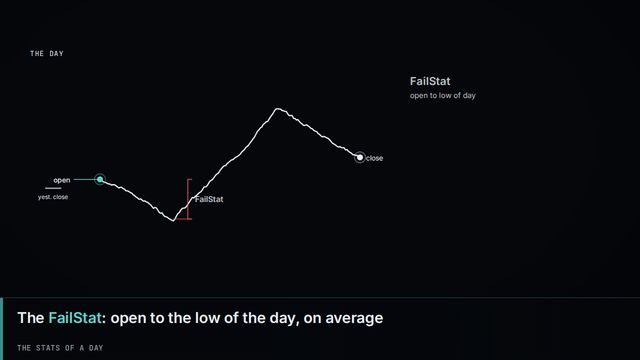 THE DAY
FailStat
open to low of day
close
open
yest. close
FailStat
The FailStat: open to the low of the day, on average
THE STATS OF A DAY